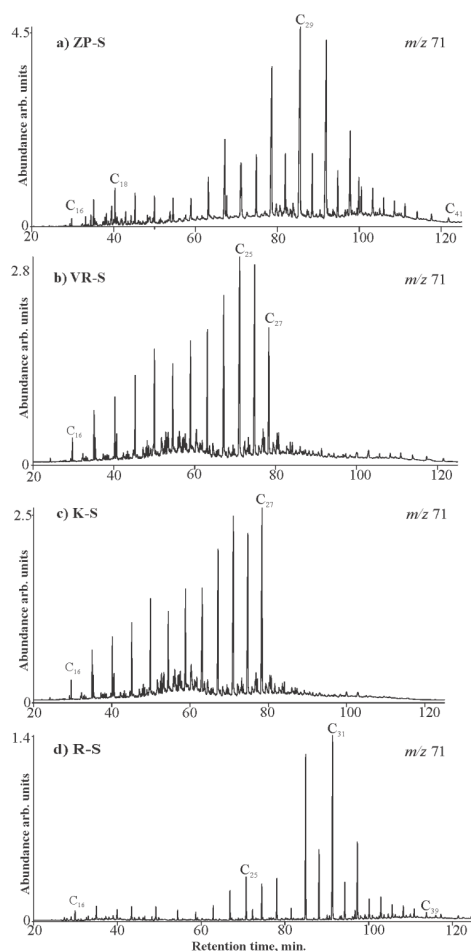 4.5
a) ZP-S
C₂₉
m/z 71
Abundance arb. units
C₁₆
C₁₈
C₄₁
0
20 40 60 80 100 120
2.8
b) VR-S
C₂₅
m/z 71
Abundance arb. units
C₁₆
C₂₇
0
20 40 60 80 100 120
2.5
c) K-S
C₂₇
m/z 71
Abundance arb. units
C₁₆
0
20 40 60 80 100 120
1.41
d) R-S
C₃₁
m/z 71
Abundance arb. units
C₁₆
C₂₅
C₃₉
0
20 40 60 80 100 120
Retention time, min.